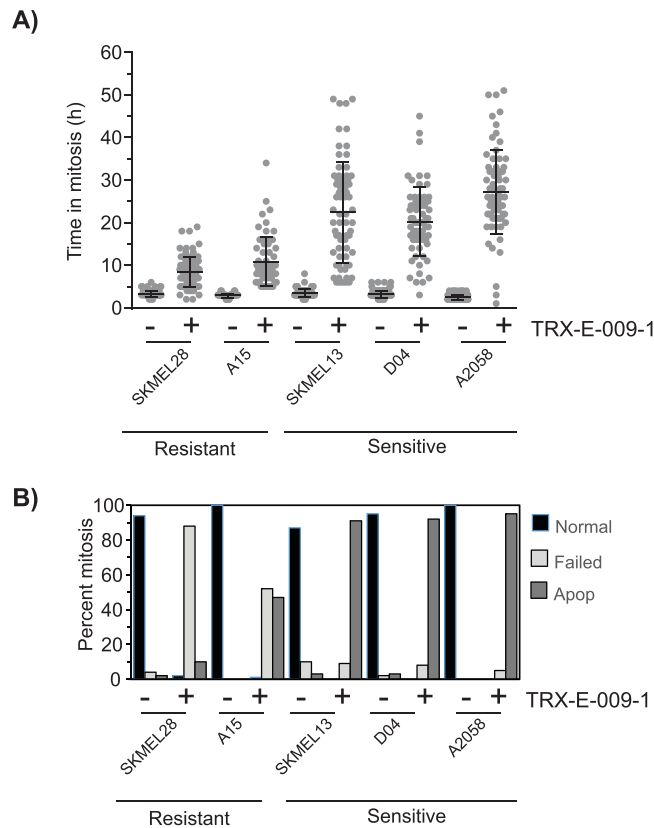 A)
Time in mitosis (h)
60
50
40
30
20
10
0
- + - + - + - + - + TRX-E-009-1
SKMEL28 A15 SKMEL13 D04 A2058
Resistant Sensitive
B)
Percent mitosis
100
80
60
40
20
0
Normal
Failed
Apop
- + - + - + - + - + TRX-E-009-1
SKMEL28 A15 SKMEL13 D04 A2058
Resistant Sensitive